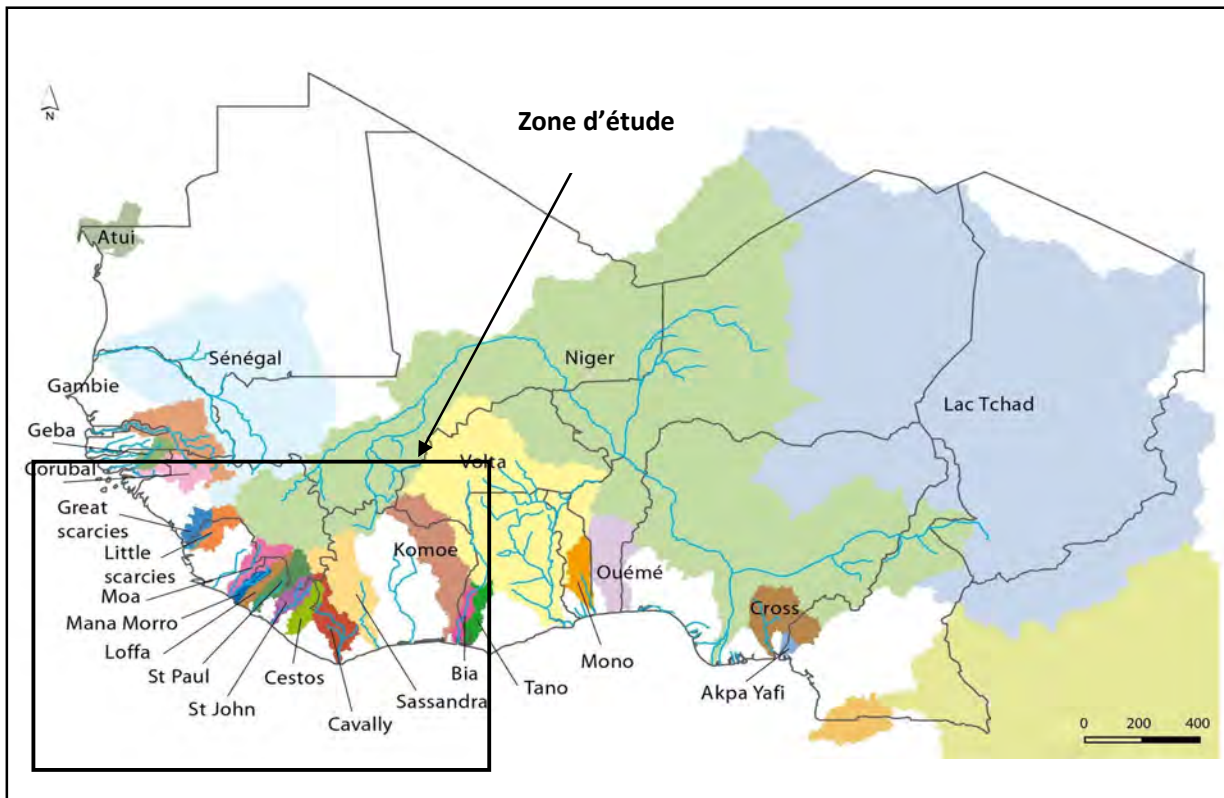 Zone d'étude
N
Atui
Sénégal
Niger
Gambie
Lac Tchad
Geba
Corubal
Volta
Great
scarcies
Little
scarcies
Komoe
Ouémé
Moa
Cross
Mana Morro
Loffa
Mono
Bia
St Paul
Cestos
Tano
Akpa Yafi
Sassandra
St John
Cavally
0 200 400